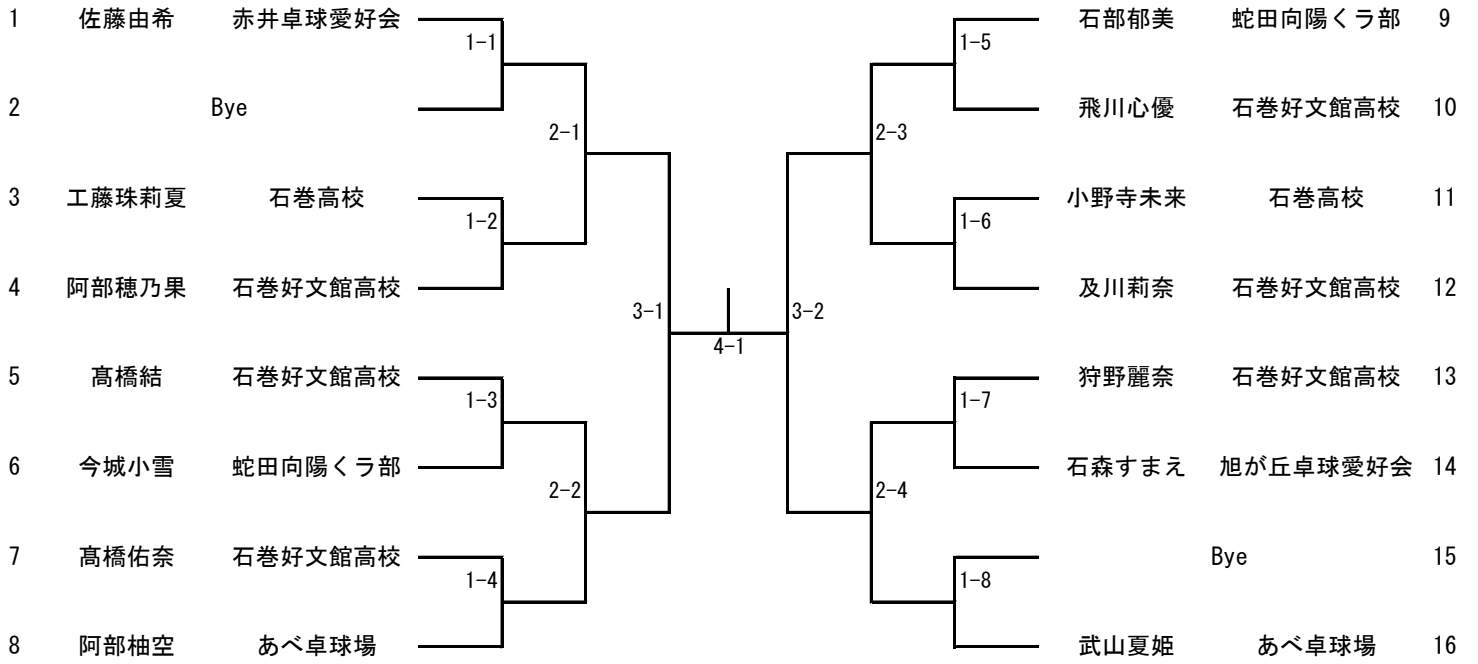 1 佐藤由希 赤井卓球愛好会
1-1
2 Bye
2-1
3 工藤珠莉夏 石巻高校
1-2
4 阿部穂乃果 石巻好文館高校
3-1
5 髙橋結 石巻好文館高校
1-3
6 今城小雪 蛇田向陽くラ部
2-2
7 髙橋佑奈 石巻好文館高校
1-4
8 阿部柚空 あべ卓球場
4-1
石部郁美 蛇田向陽くラ部 9
1-5
飛川心優 石巻好文館高校 10
2-3
小野寺未来 石巻高校 11
1-6
及川莉奈 石巻好文館高校 12
3-2
狩野麗奈 石巻好文館高校 13
1-7
石森すまえ 旭が丘卓球愛好会 14
2-4
Bye 15
1-8
武山夏姫 あべ卓球場 16